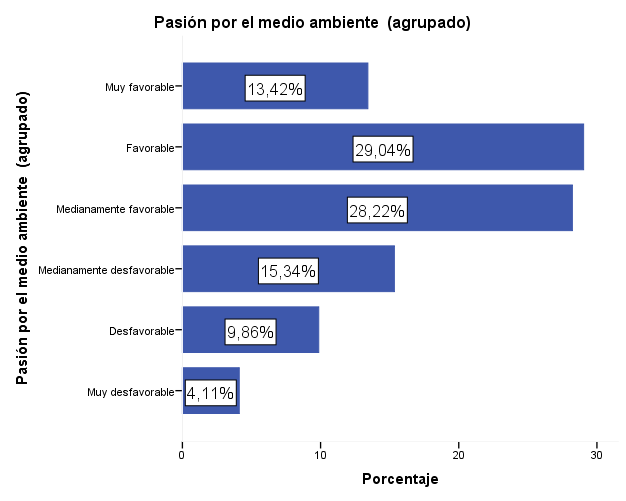 Pasión por el medio ambiente (agrupado)
Pasión por el medio ambiente (agrupado)
Muy favorable
13,42%
Favorable
29,04%
Medianamente favorable
28,22%
Medianamente desfavorable
15,34%
Desfavorable
9,86%
Muy desfavorable
4,11%
0
10
20
30
Porcentaje